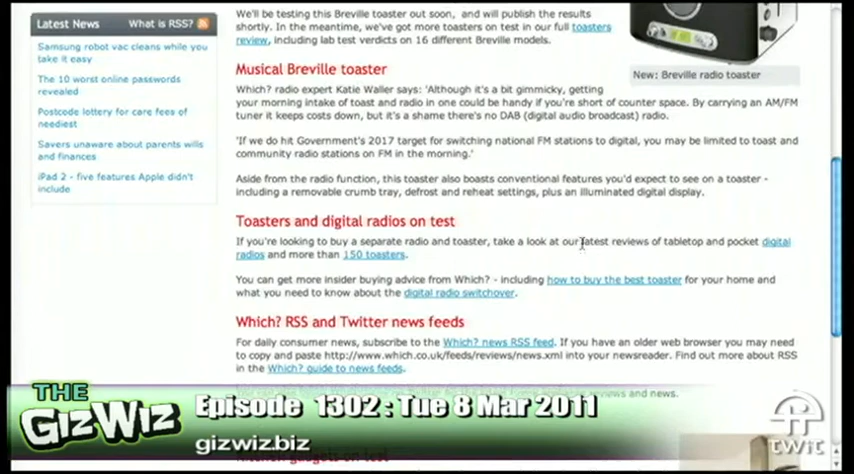 Latest News
What is RSS?
Samsung robot vac cleans while you
take it easy
The 10 worst online passwords
revealed
Postcode lottery for care fees of
neediest
Savers unaware about parents wills
and finances
iPad 2 - five features Apple didn't
include
We'll be testing this Breville toaster out soon, and will publish the results
shortly. In the meantime, we've got more toasters on test in our full toasters
review, including lab test verdicts on 16 different Breville models.
New: Breville radio toaster
Musical Breville toaster
Which? radio expert Katie Waller says: 'Although it's a bit gimmicky, getting
your morning intake of toast and radio in one could be handy if you're short of counter space. By carrying an AM/FM
tuner it keeps costs down, but it's a shame there's no DAB (digital audio broadcast) radio.
'If we do hit Government's 2017 target for switching national FM stations to digital, you may be limited to toast and
community radio stations on FM in the morning.'
Aside from the radio function, this toaster also boasts conventional features you'd expect to see on a toaster -
including a removable crumb tray, defrost and reheat settings, plus an illuminated digital display.
Toasters and digital radios on test
If you're looking to buy a separate radio and toaster, take a look at our latest reviews of tabletop and pocket digital
radios and more than 150 toasters.
You can get more insider buying advice from Which? - including how to buy the best toaster for your home and
what you need to know about the digital radio switchover.
Which? RSS and Twitter news feeds
For daily consumer news, subscribe to the Which? news RSS feed. If you have an older web browser you may need
to copy and paste http://www.which.co.uk/feeds/reviews/news.xml into your newsreader. Find out more about RSS
in the Which? guide to news feeds.
reviews and news.
THE
GizWiz
Episode 1302 : Tue 8 Mar 2011
gizwiz.biz
twit
gadgets on test